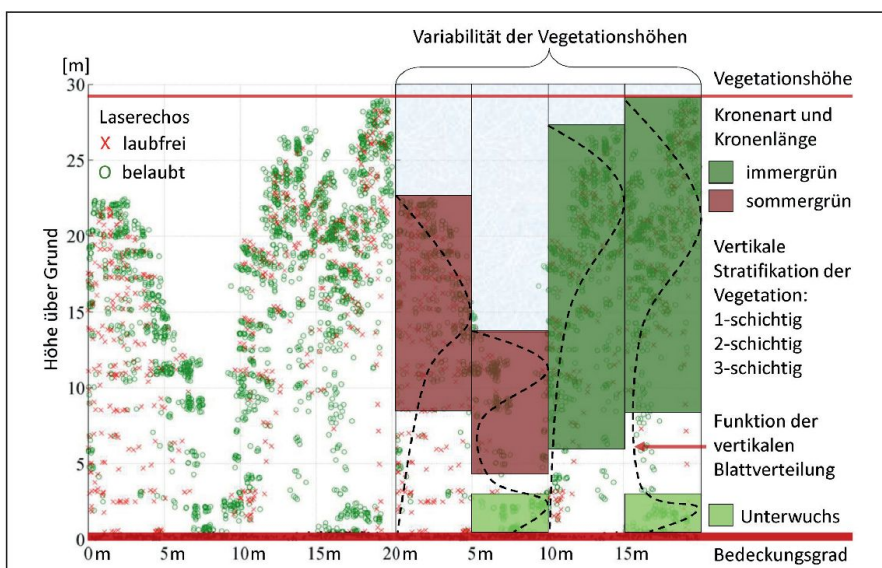 Variabilität der Vegetationshöhen
[m]
30
25
20
15
10
5
0
Höhe über Grund
Laserechos
x laubfrei
o belaubt
0m 5m 10m 15m 20m 5m 10m 15m
Vegetationshöhe
Kronenart und
Kronenlänge
immergrün
sommergrün
Vertikale
Stratifikation der
Vegetation:
1-schichtig
2-schichtig
3-schichtig
Funktion der
vertikalen
Blattverteilung
Unterwuchs
Bedeckungsgrad